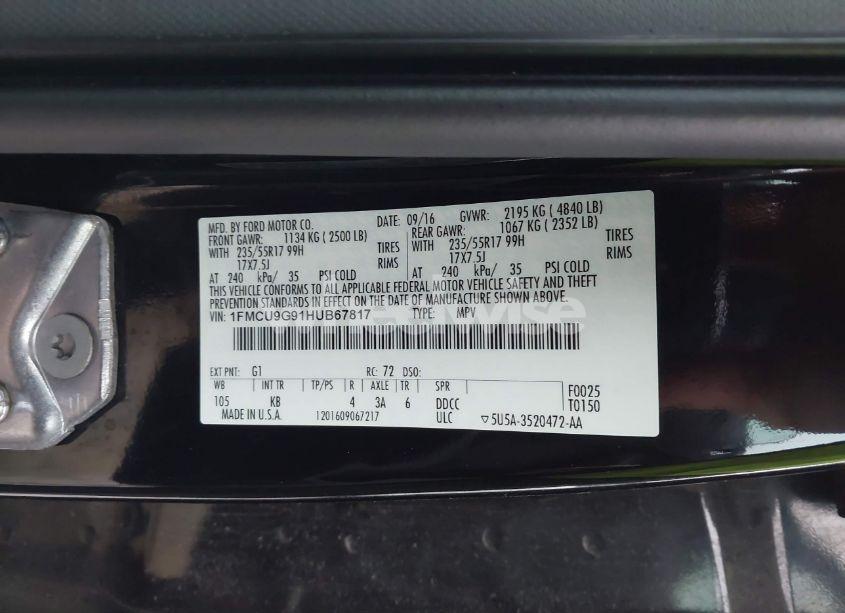 MFD. BY FORD MOTOR CO. DATE: 09/16 GVWR: 2195 KG ( 4840 LB)
FRONT GAWR: 1134 KG ( 2500 LB) REAR GAWR: 1067 KG ( 2352 LB)
WITH 235/55R17 99H TIRES WITH 235/55R17 99H TIRES
17X7.5J RIMS 17X7.5J RIMS
AT 240 kPa/ 35 PSI COLD AT 240 kPa/ 35 PSI COLD
THIS VEHICLE CONFORMS TO ALL APPLICABLE FEDERAL MOTOR VEHICLE SAFETY AND THEFT
PREVENTION STANDARDS IN EFFECT ON THE DATE OF MANUFACTURE SHOWN ABOVE.
VIN: 1FMCU9G91HUB67817 TYPE: MPV
EXT PNT: G1 RC: 72 DSO:
WB INT TR TP/PS R AXLE TR SPR F0025
105 KB 4 3A 6 DDCC T0150
MADE IN U.S.A. 1201609067217 ULC ▽5U5A-3520472-AA